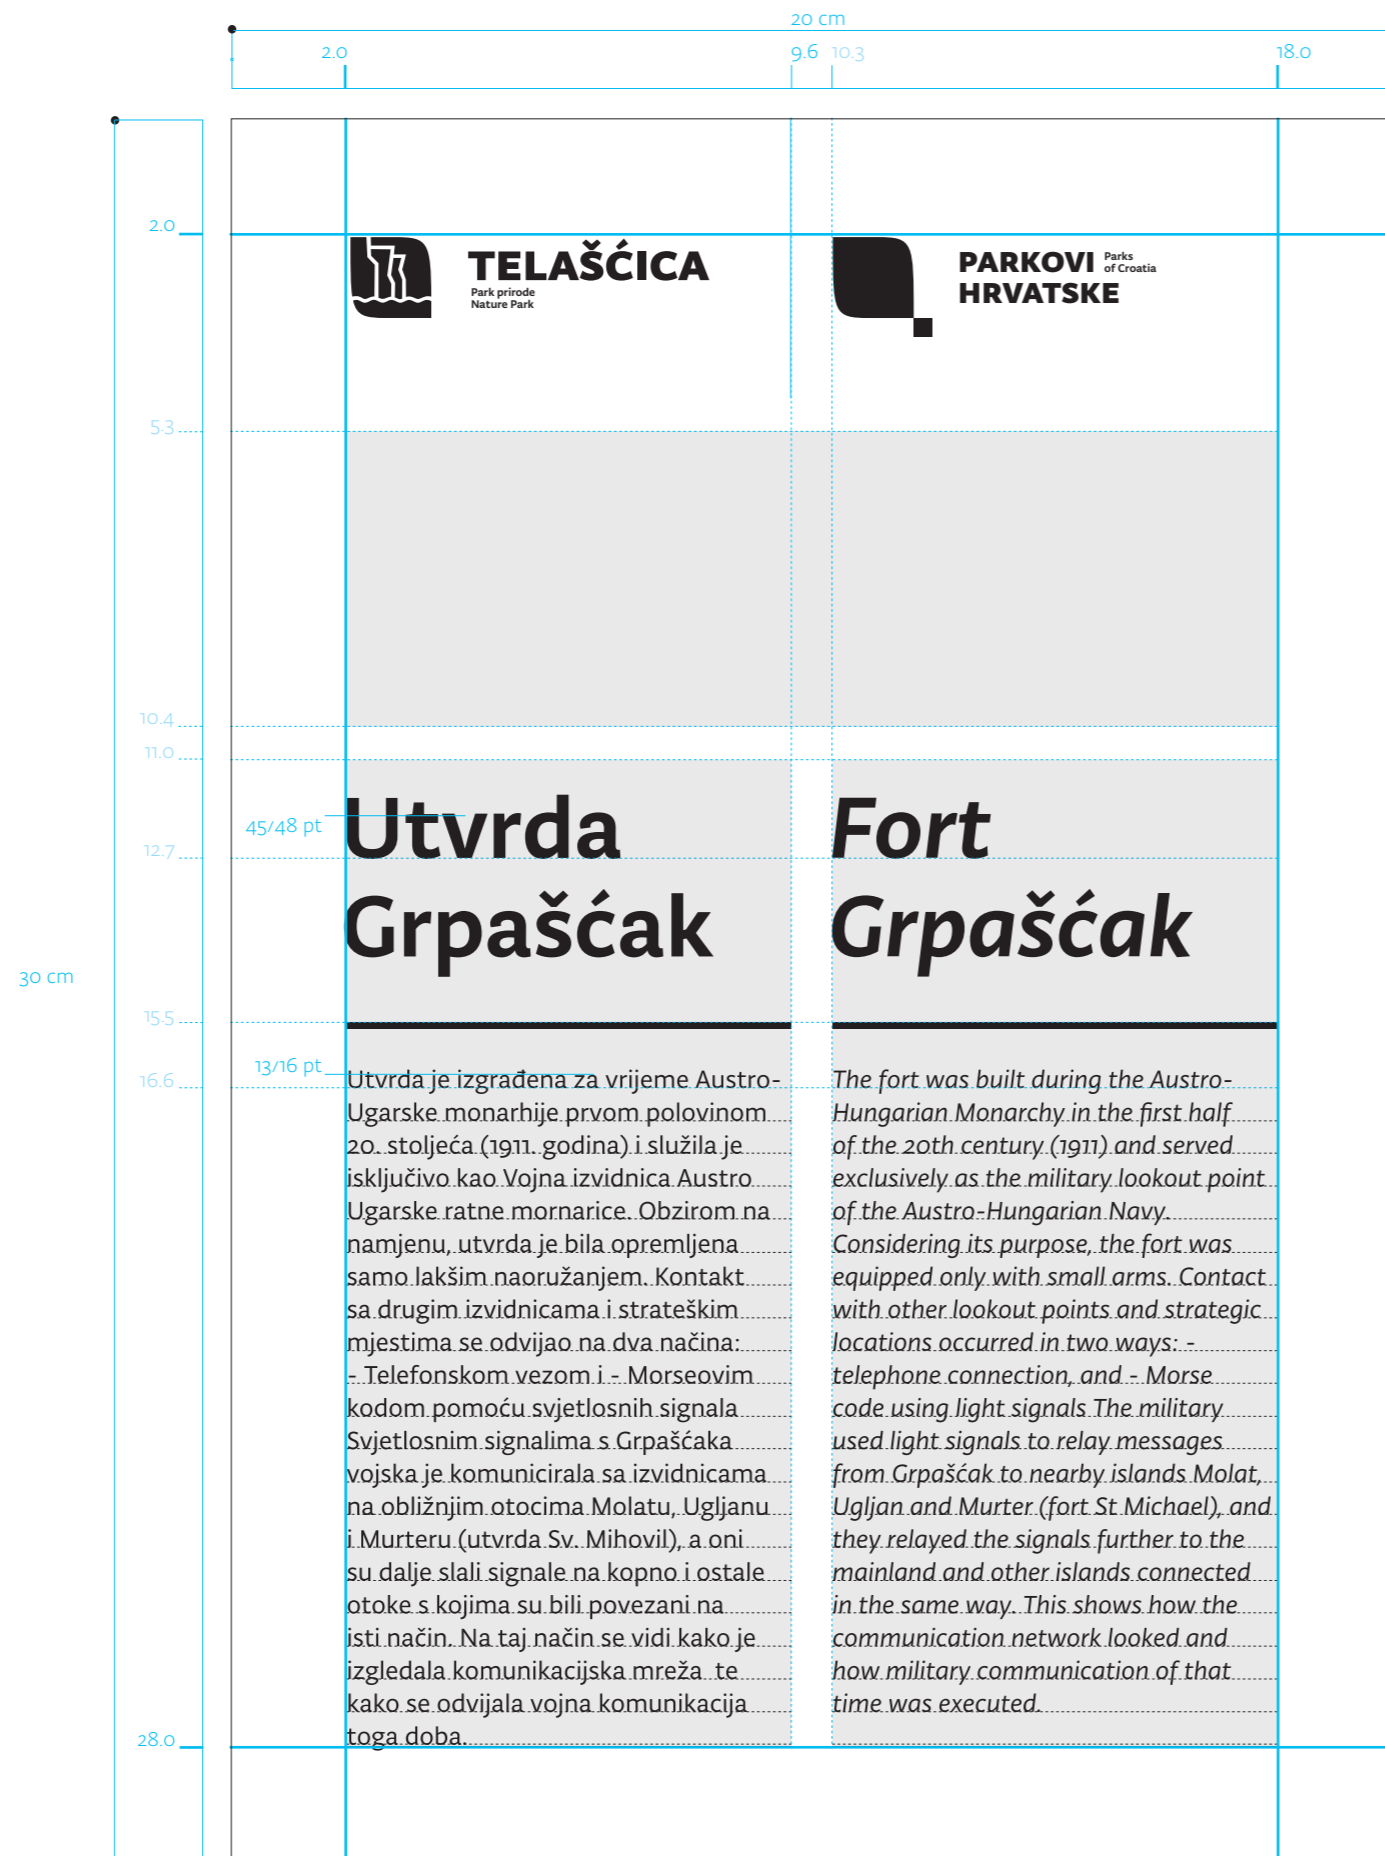 20 cm
2.0
9.6
10.3
18.0
2.0
TELAŠĆICA
Park prirode
Nature Park
PARKOVI
HRVATSKE
Parks
of Croatia
5.3
10.4
11.0
45/48 pt
12.7
Utvrda
Grpašćak
Fort
Grpašćak
30 cm
15.5
13/16 pt
16.6
Utvrda je izgrađena za vrijeme Austro-
Ugarske monarhije prvom polovinom
20. stoljeća (1911. godina) i služila je
isključivo kao Vojna izvidnica Austro
Ugarske ratne mornarice. Obzirom na
namjenu, utvrda je bila opremljena
samo lakšim naoružanjem. Kontakt
sa drugim izvidnicama i strateškim
mjestima se odvijao na dva načina:
- Telefonskom vezom i - Morseovim
kodom pomoću svjetlosnih signala
Svjetlosnim signalima s Grpašćaka
vojska je komunicirala sa izvidnicama
na obližnjim otocima Molatu, Ugljanu
i Murteru (utvrda Sv. Mihovil), a oni
su dalje slali signale na kopno i ostale
otoke s kojima su bili povezani na
isti način. Na taj način se vidi kako je
izgledala komunikacijska mreža  te
kako se odvijala vojna komunikacija
toga doba.
The fort was built during the Austro-
Hungarian Monarchy in the first half
of the 20th century (1911) and served
exclusively as the military lookout point
of the Austro-Hungarian Navy.
Considering its purpose, the fort was
equipped only with small arms. Contact
with other lookout points and strategic
locations occurred in two ways: -
telephone connection, and - Morse
code using light signals The military
used light signals to relay messages
from Grpašćak to nearby islands Molat,
Ugljan and Murter (fort St Michael), and
they relayed the signals further to the
mainland and other islands connected
in the same way. This shows how the
communication network looked and
how military communication of that
time was executed.
28.0